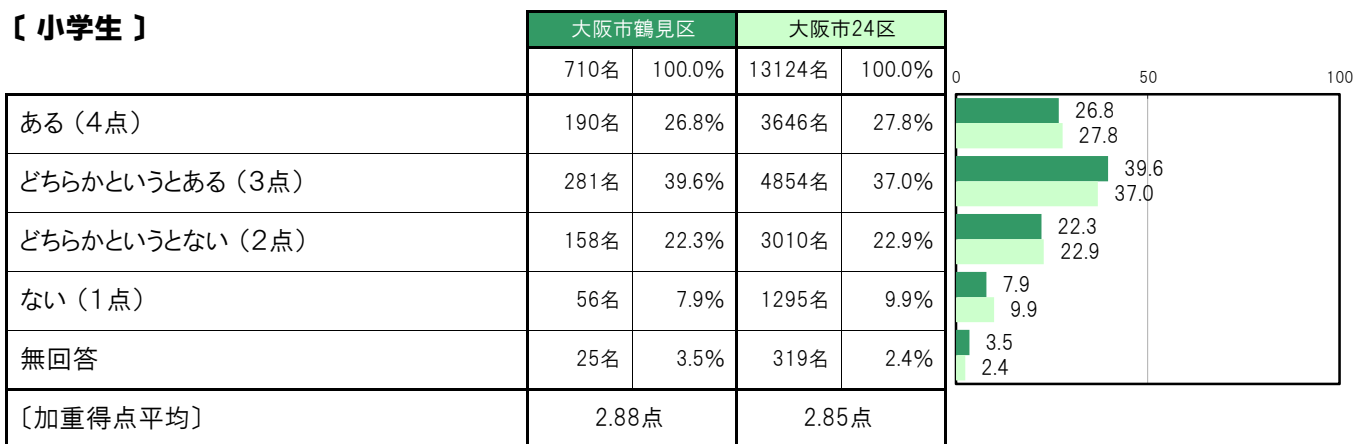 〔 小学生 〕
大阪市鶴見区 大阪市24区
710名 100.0% 13124名 100.0%
0 50 100
ある（4点） 190名 26.8% 3646名 27.8%
26.8
27.8
どちらかというとある（3点） 281名 39.6% 4854名 37.0%
39.6
37.0
どちらかというとない（2点） 158名 22.3% 3010名 22.9%
22.3
22.9
ない（1点） 56名 7.9% 1295名 9.9%
7.9
9.9
無回答 25名 3.5% 319名 2.4%
3.5
2.4
〔加重得点平均〕 2.88点 2.85点